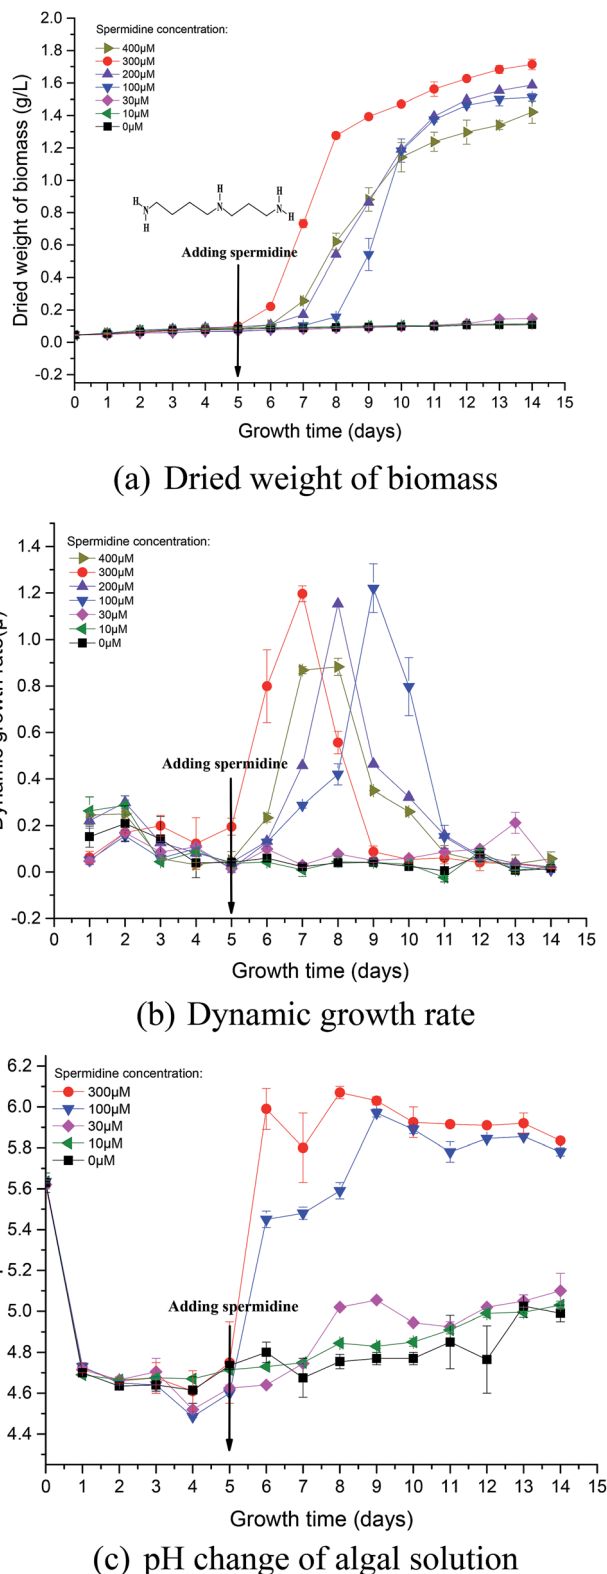 Spermidine concentration:
400μM
300μM
200μM
100μM
30μM
10μM
0μM
Dried weight of biomass (g/L)
2.0
1.8
1.6
1.4
1.2
1.0
0.8
0.6
0.4
0.2
0.0
-0.2
H
N
H
H
N
H
N
H
Adding spermidine
0 1 2 3 4 5 6 7 8 9 10 11 12 13 14 15
Growth time (days)
(a) Dried weight of biomass
Spermidine concentration:
400μM
300μM
200μM
100μM
30μM
10μM
0μM
1.4
1.2
1.0
0.8
0.6
0.4
0.2
0.0
-0.2
Adding spermidine
0 1 2 3 4 5 6 7 8 9 10 11 12 13 14 15
Growth time (days)
(b) Dynamic growth rate
Spermidine concentration:
300μM
100μM
30μM
10μM
0μM
6.2
6.0
5.8
5.6
5.4
5.2
5.0
4.8
4.6
4.4
Adding spermidine
0 1 2 3 4 5 6 7 8 9 10 11 12 13 14 15
Growth time (days)
(c) pH change of algal solution